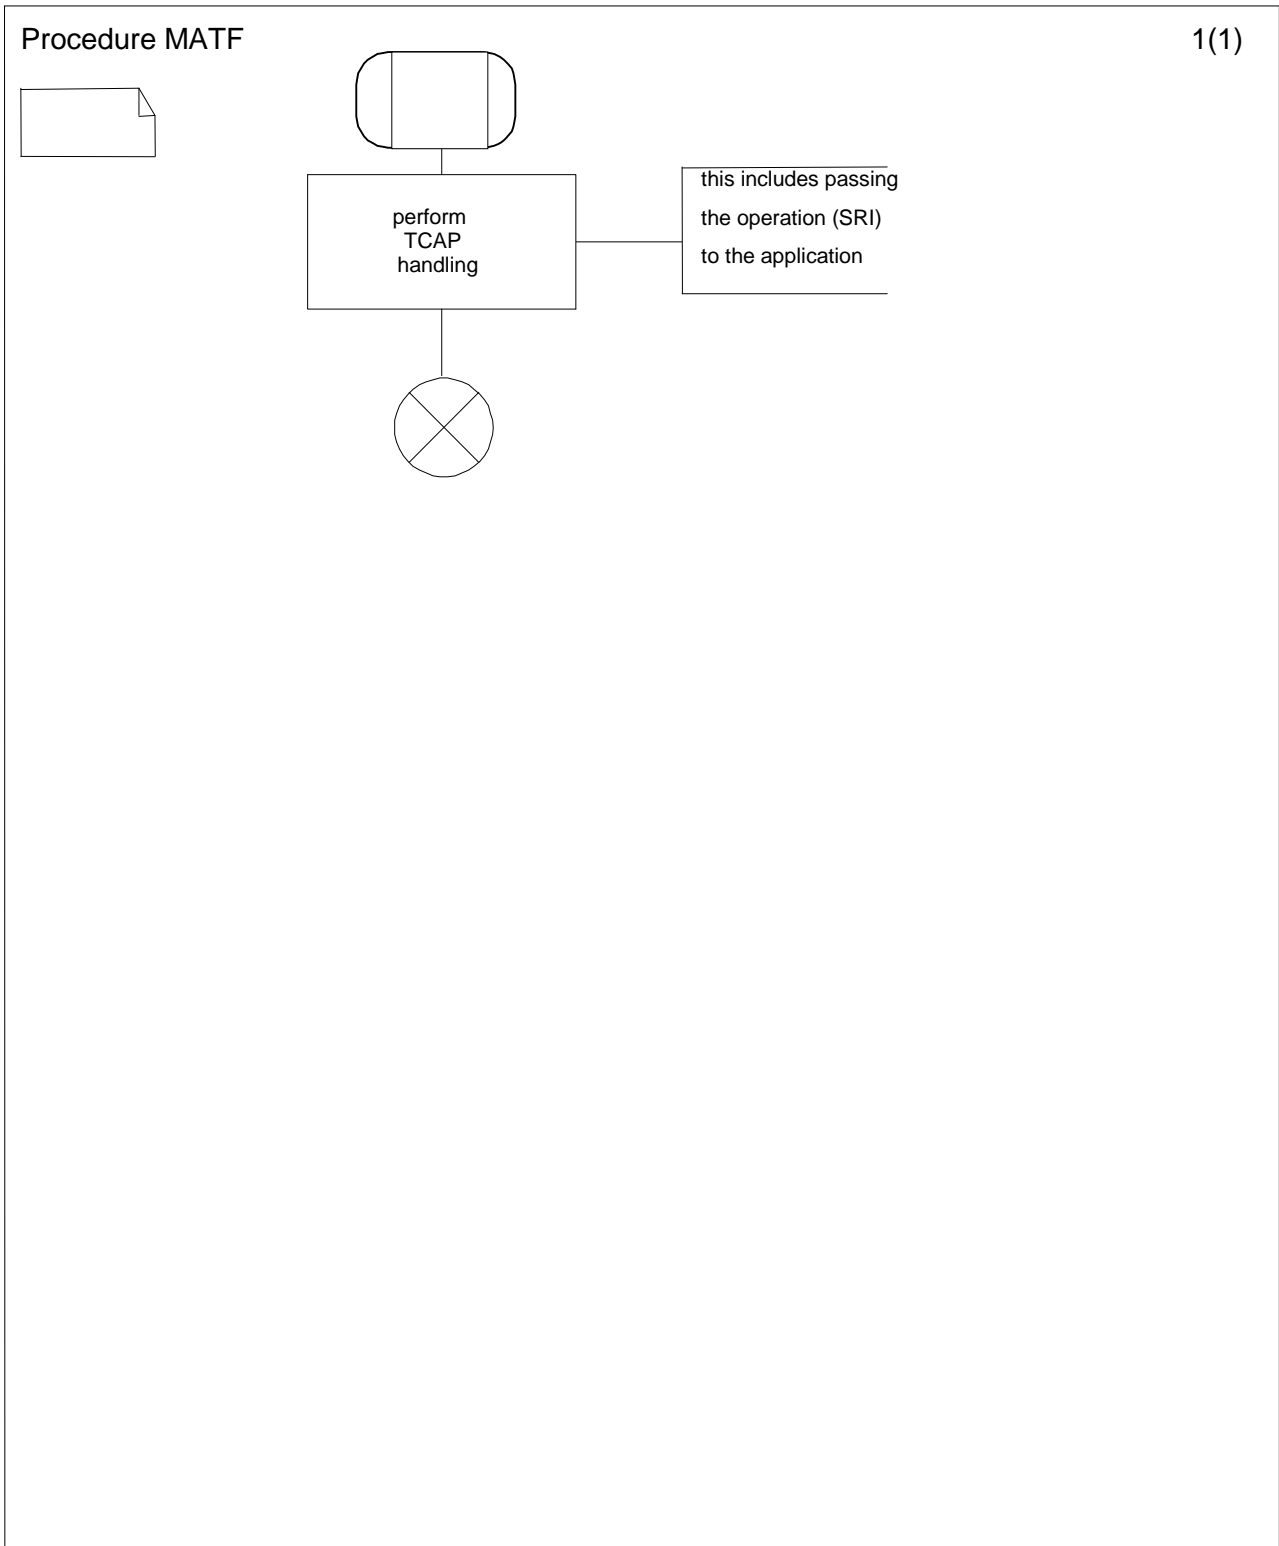 Procedure MATF
1(1)
perform
TCAP
handling
this includes passing
the operation (SRI)
to the application